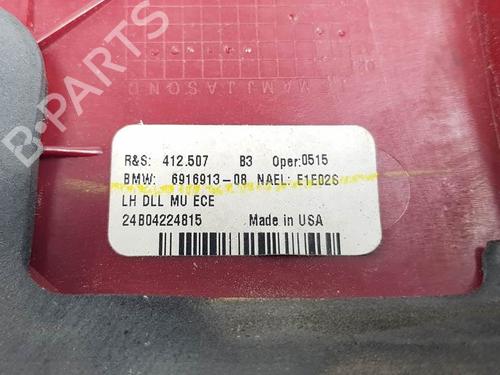 B-PARTS
JFMAMJJASOND
R&S: 412.507 B3 Oper:0515
BMW: 6916913-08 NAEL: E1E026
LH DLL MU ECE
24B04224815 Made in USA